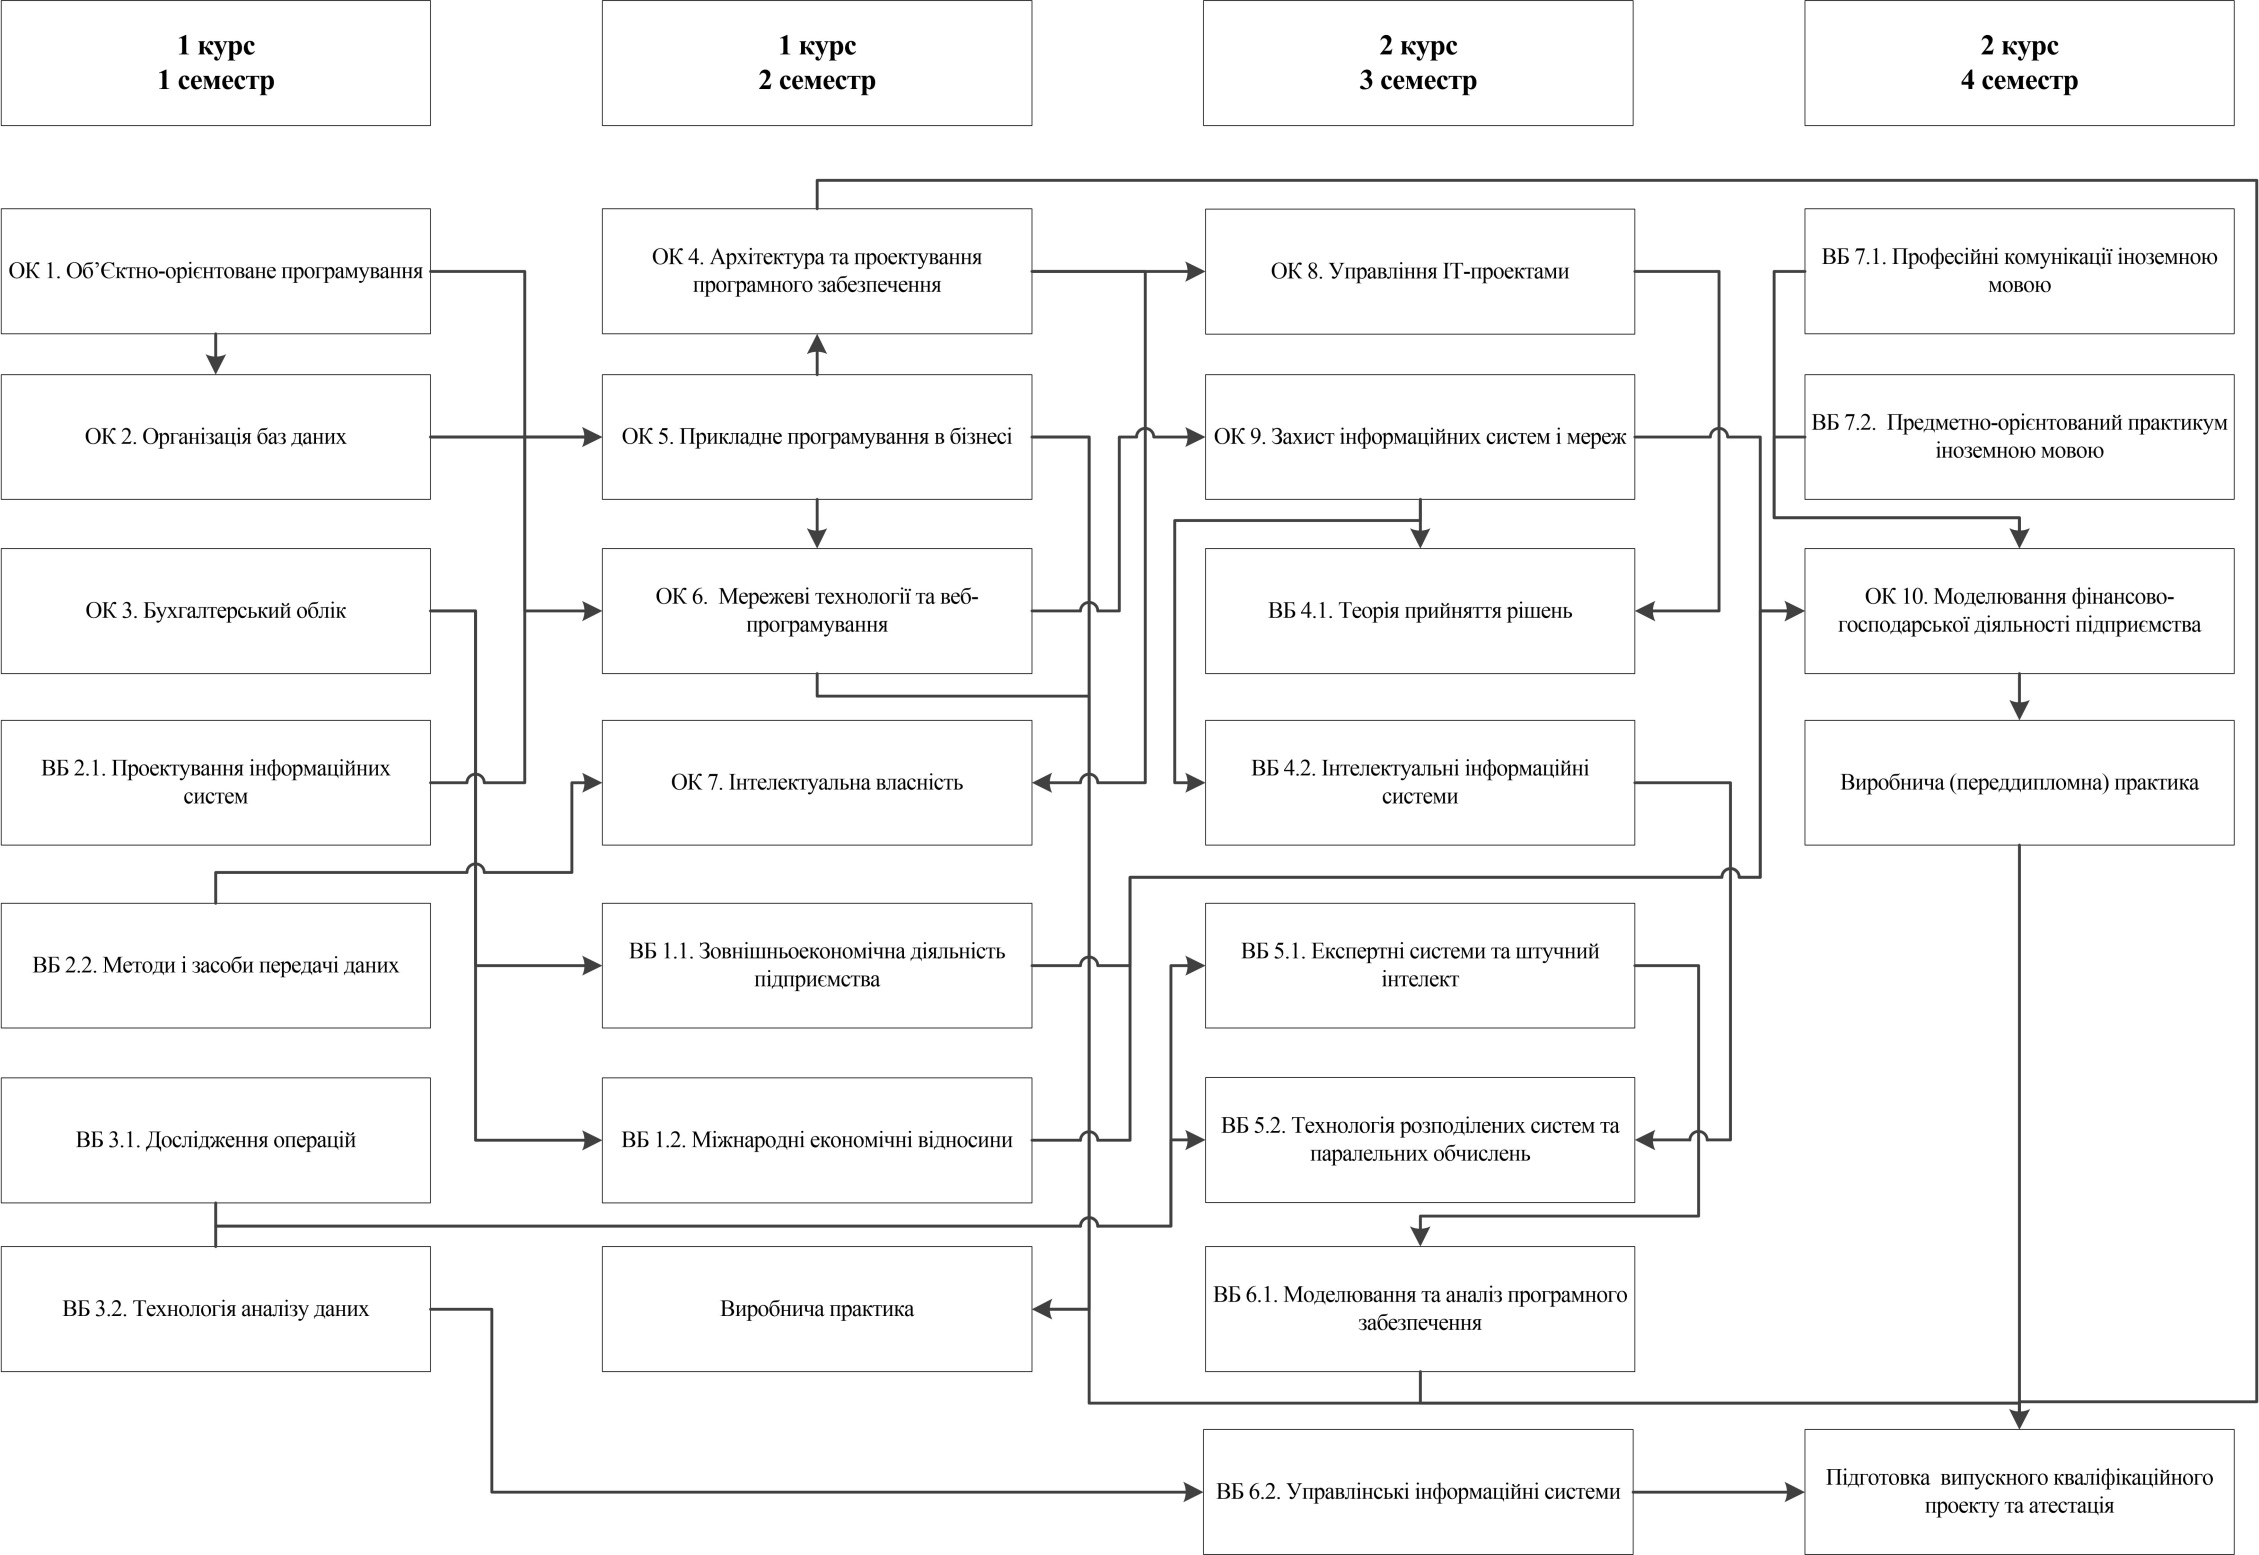 1 курс
1 семестр
1 курс
2 семестр
2 курс
3 семестр
2 курс
4 семестр
ОК 1. Об’Єктно-орієнтоване програмування
ОК 4. Архітектура та проектування
програмного забезпечення
ОК 8. Управління ІТ-проектами
ВБ 7.1. Професійні комунікації іноземною
мовою
ОК 2. Організація баз даних
ОК 5. Прикладне програмування в бізнесі
ОК 9. Захист інформаційних систем і мереж
ВБ 7.2. Предметно-орієнтований практикум
іноземною мовою
ОК 3. Бухгалтерський облік
ОК 6. Мережеві технології та веб-
програмування
ВБ 4.1. Теорія прийняття рішень
ОК 10. Моделювання фінансово-
господарської діяльності підприємства
ВБ 2.1. Проектування інформаційних
систем
ОК 7. Інтелектуальна власність
ВБ 4.2. Інтелектуальні інформаційні
системи
Виробнича (переддипломна) практика
ВБ 2.2. Методи і засоби передачі даних
ВБ 1.1. Зовнішньоекономічна діяльність
підприємства
ВБ 5.1. Експертні системи та штучний
інтелект
ВБ 3.1. Дослідження операцій
ВБ 1.2. Міжнародні економічні відносини
ВБ 5.2. Технологія розподілених систем та
паралельних обчислень
ВБ 3.2. Технологія аналізу даних
Виробнича практика
ВБ 6.1. Моделювання та аналіз програмного
забезпечення
ВБ 6.2. Управлінські інформаційні системи
Підготовка випускного кваліфікаційного
проекту та атестація